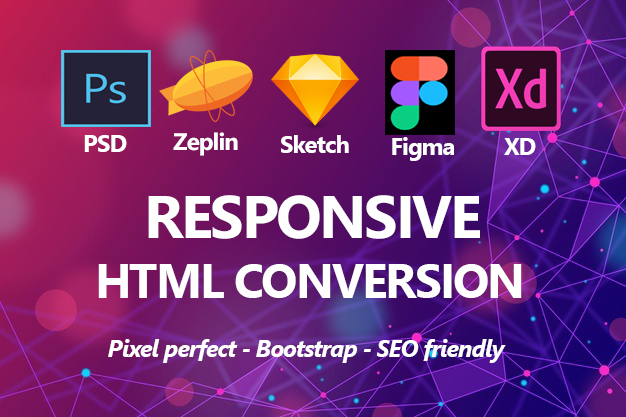 Ps
Xd
PSD
Zeplin
Sketch
Figma
XD
RESPONSIVE
HTML CONVERSION
Pixel perfect - Bootstrap - SEO friendly